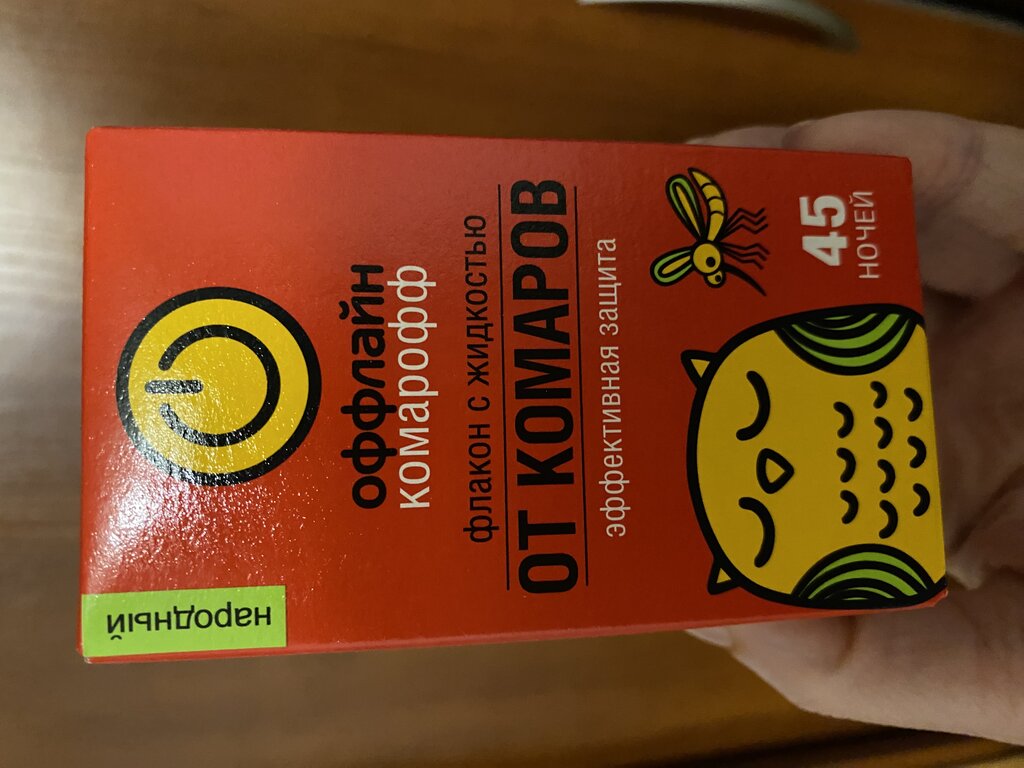 народный
оффлайн
комарофф
флакон с жидкостью
ОТ КОМАРОВ
эффективная защита
45
НОЧЕЙ